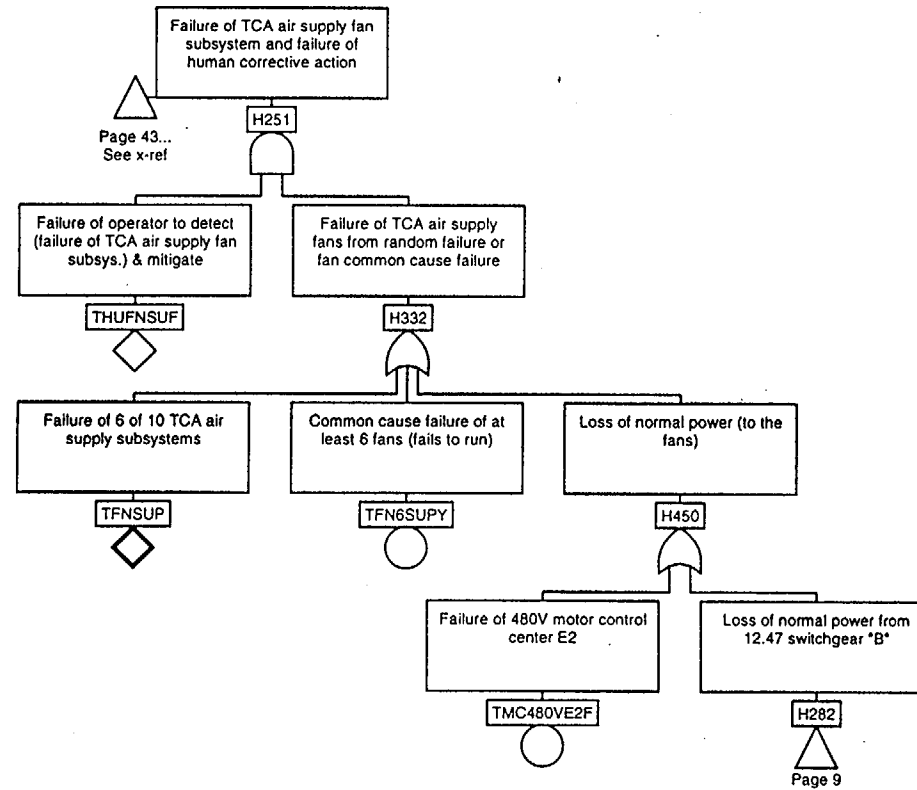 Failure of TCA air supply fan
subsystem and failure of
human corrective action
H251
Page 43...
See x-ref
Failure of operator to detect
(failure of TCA air supply fan
subsys.) & mitigate
THUFNSUF
Failure of TCA air supply
fans from random failure or
fan common cause failure
H332
Failure of 6 of 10 TCA air
supply subsystems
TFNSUP
Common cause failure of at
least 6 fans (fails to run)
TFN6SUPY
Loss of normal power (to the
fans)
H450
Failure of 480V motor control
center E2
TMC480VE2F
Loss of normal power from
12.47 switchgear "B"
H282
Page 9